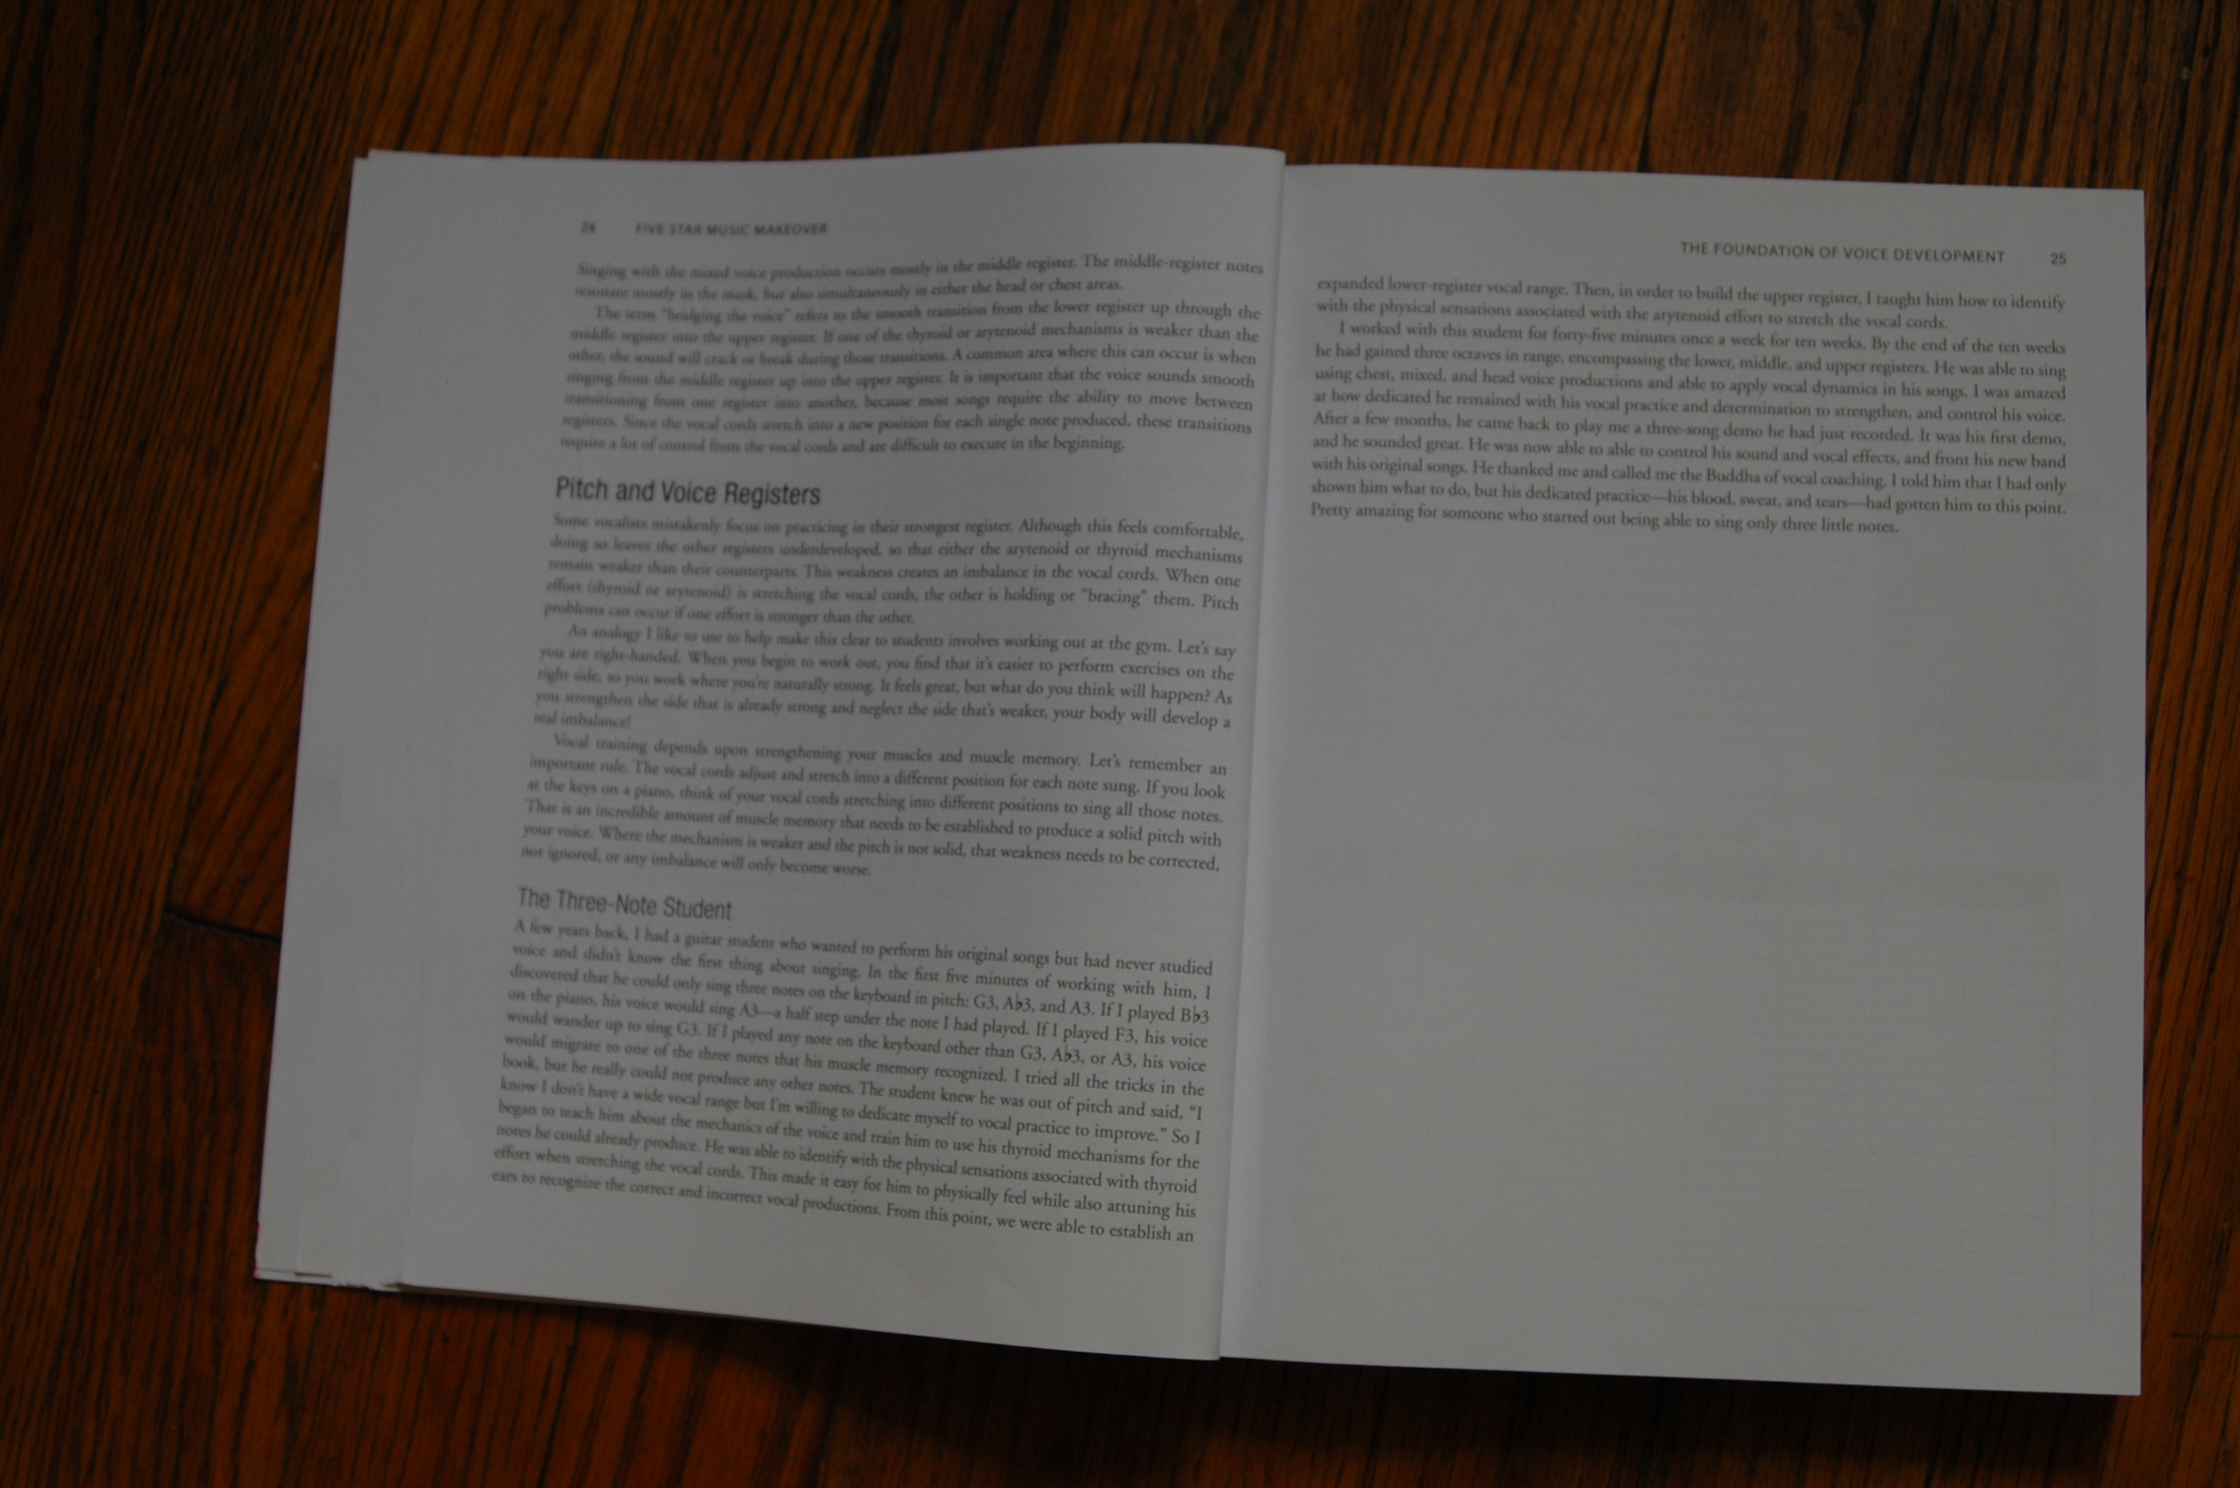 24 FIVE STAR MUSIC MAKEOVER
Singing with the mixed voice production occurs mostly in the middle register. The middle-register notes
resonate mostly in the mask, but also simultaneously in either the head or chest areas.
The term "bridging the voice" refers to the smooth transition from the lower register up through the
middle register into the upper register. If one of the thyroid or arytenoid mechanisms is weaker than the
other, the sound will crack or break during those transitions. A common area where this can occur is when
singing from the middle register up into the upper register. It is important that the voice sounds smooth
transitioning from one register into another, because most songs require the ability to move between
registers. Since the vocal cords stretch into a new position for each single note produced, these transitions
require a lot of control from the vocal cords and are difficult to execute in the beginning.
Pitch and Voice Registers
Some vocalists mistakenly focus on practicing in their strongest register. Although this feels comfortable,
doing so leaves the other registers underdeveloped, so that either the arytenoid or thyroid mechanisms
remain weaker than their counterparts. This weakness creates an imbalance in the vocal cords. When one
effort (thyroid or arytenoid) is stretching the vocal cords, the other is holding or "bracing" them. Pitch
problems can occur if one effort is stronger than the other.
An analogy I like to use to help make this clear to students involves working out at the gym. Let's say
you are right-handed. When you begin to work out, you find that it's easier to perform exercises on the
right side, so you work where you're naturally strong. It feels great, but what do you think will happen? As
you strengthen the side that is already strong and neglect the side that's weaker, your body will develop a
real imbalance!
Vocal training depends upon strengthening your muscles and muscle memory. Let's remember an
important rule. The vocal cords adjust and stretch into a different position for each note sung. If you look
at the keys on a piano, think of your vocal cords stretching into different positions to sing all those notes.
That is an incredible amount of muscle memory that needs to be established to produce a solid pitch with
your voice. Where the mechanism is weaker and the pitch is not solid, that weakness needs to be corrected,
not ignored, or any imbalance will only become worse.
The Three-Note Student
A few years back, I had a guitar student who wanted to perform his original songs but had never studied
voice and didn't know the first thing about singing. In the first five minutes of working with him, I
discovered that he could only sing three notes on the keyboard in pitch: G3, A♭3, and A3. If I played B♭3
on the piano, his voice would sing A3—a half step under the note I had played. If I played F3, his voice
would wander up to sing G3. If I played any note on the keyboard other than G3, A♭3, or A3, his voice
would migrate to one of the three notes that his muscle memory recognized. I tried all the tricks in the
book, but he really could not produce any other notes. The student knew he was out of pitch and said, "I
know I don't have a wide vocal range but I'm willing to dedicate myself to vocal practice to improve." So I
began to teach him about the mechanics of the voice and train him to use his thyroid mechanisms for the
notes he could already produce. He was able to identify with the physical sensations associated with thyroid
effort when stretching the vocal cords. This made it easy for him to physically feel while also attuning his
ears to recognize the correct and incorrect vocal productions. From this point, we were able to establish an
THE FOUNDATION OF VOICE DEVELOPMENT 25
expanded lower-register vocal range. Then, in order to build the upper register, I taught him how to identify
with the physical sensations associated with the arytenoid effort to stretch the vocal cords.
I worked with this student for forty-five minutes once a week for ten weeks. By the end of the ten weeks
he had gained three octaves in range, encompassing the lower, middle, and upper registers. He was able to sing
using chest, mixed, and head voice productions and able to apply vocal dynamics in his songs. I was amazed
at how dedicated he remained with his vocal practice and determination to strengthen, and control his voice.
After a few months, he came back to play me a three-song demo he had just recorded. It was his first demo,
and he sounded great. He was now able to able to control his sound and vocal effects, and front his new band
with his original songs. He thanked me and called me the Buddha of vocal coaching. I told him that I had only
shown him what to do, but his dedicated practice—his blood, sweat, and tears—had gotten him to this point.
Pretty amazing for someone who started out being able to sing only three little notes.